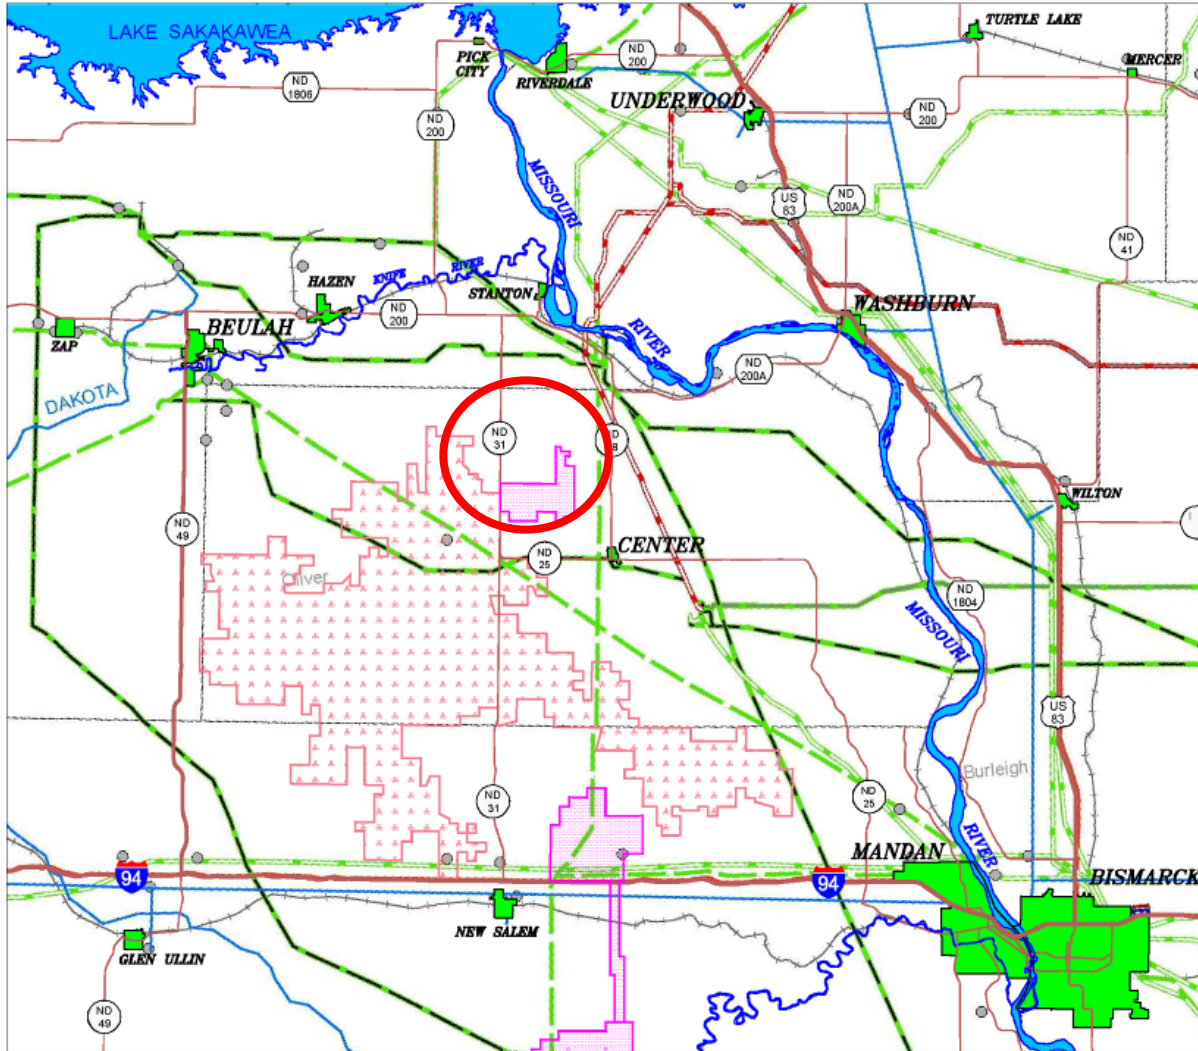 LAKE SAKAKAWEA
PICK
CITY
RIVERDALE
ND
200
TURTLE LAKE
MERCER
ND
1806
ND
200
UNDERWOOD
ND
200
MISSOURI
US
83
ND
200A
ND
41
HAZEN
KNIFE
RIVER
STANTON
ND
200
BEULAH
ZAP
RIVER
WASHBURN
ND
200A
DAKOTA
ND
31
ND
49
WILTON
ND
25
CENTER
Oliver
MISSOURI
ND
1804
US
83
Burleigh
ND
31
ND
25
RIVER
94
94
MANDAN
BISMARCK
NEW SALEM
GLEN ULLIN
ND
49